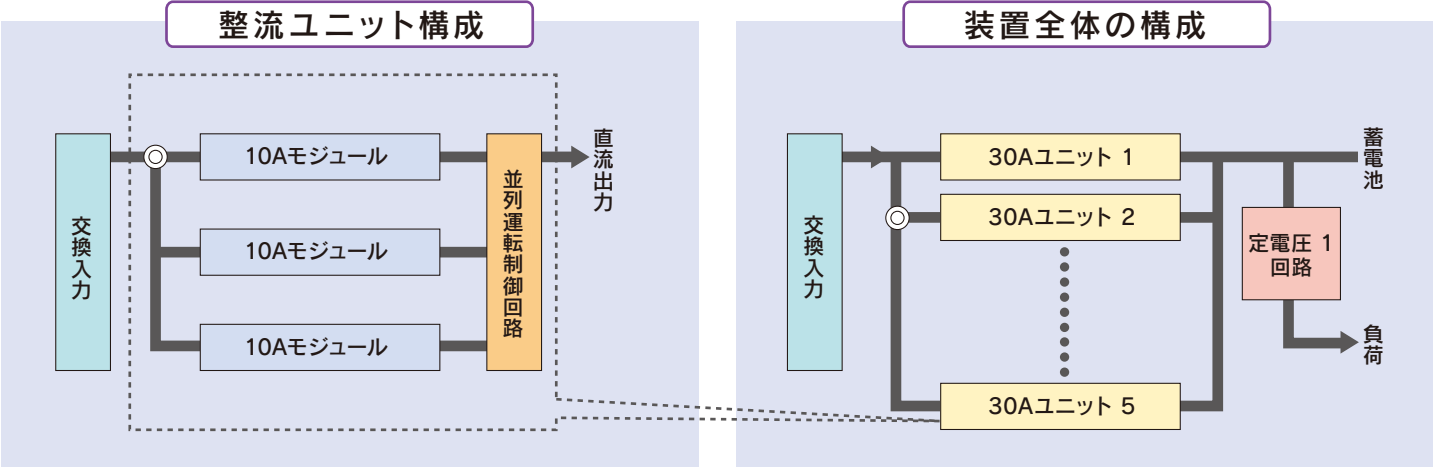 整流ユニット構成
交換入力
10Aモジュール
10Aモジュール
10Aモジュール
並列運転制御回路
直流出力
装置全体の構成
交換入力
30Aユニット 1
30Aユニット 2
30Aユニット 5
蓄電池
定電圧 1
回路
負荷